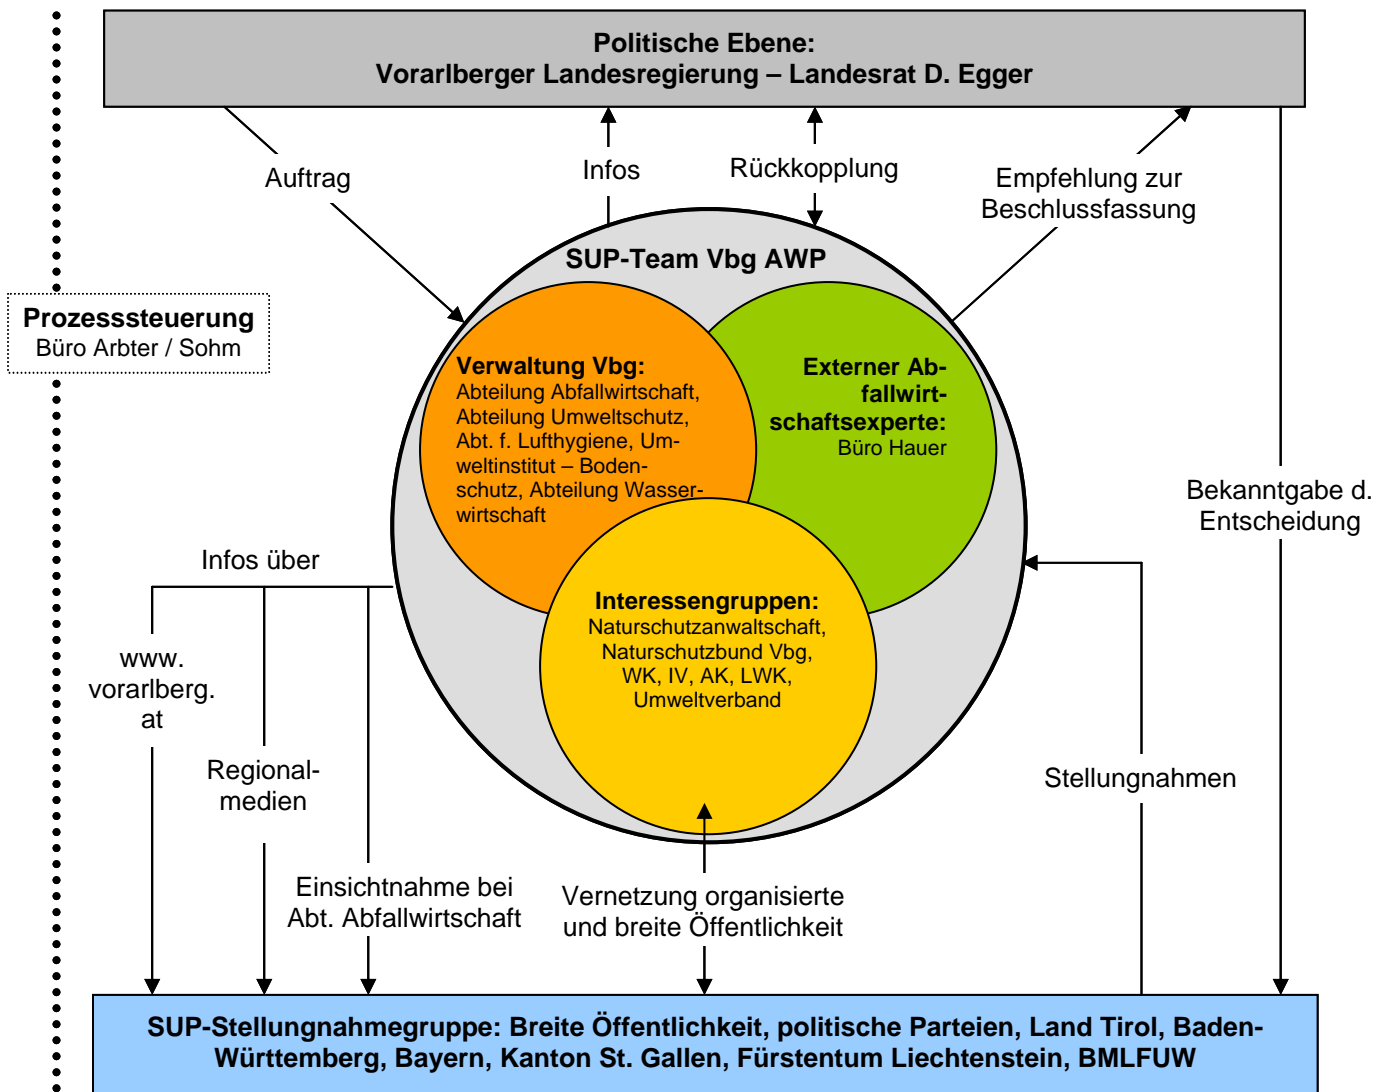 Politische Ebene:
Vorarlberger Landesregierung – Landesrat D. Egger
Auftrag
Infos
Rückkopplung
Empfehlung zur
Beschlussfassung
SUP-Team Vbg AWP
Prozesssteuerung
Büro Arbter / Sohm
Verwaltung Vbg:
Abteilung Abfallwirtschaft,
Abteilung Umweltschutz,
Abt. f. Lufthygiene, Um-
weltinstitut – Boden-
schutz, Abteilung Wasser-
wirtschaft
Externer Ab-
fallwirt-
schaftsexperte:
Büro Hauer
Bekanntgabe d.
Entscheidung
Infos über
Interessengruppen:
Naturschutzanwaltschaft,
Naturschutzbund Vbg,
WK, IV, AK, LWK,
Umweltverband
www.
vorarlberg.
at
Regional-
medien
Stellungnahmen
Einsichtnahme bei
Abt. Abfallwirtschaft
Vernetzung organisierte
und breite Öffentlichkeit
SUP-Stellungnahmegruppe: Breite Öffentlichkeit, politische Parteien, Land Tirol, Baden-
Württemberg, Bayern, Kanton St. Gallen, Fürstentum Liechtenstein, BMLFUW